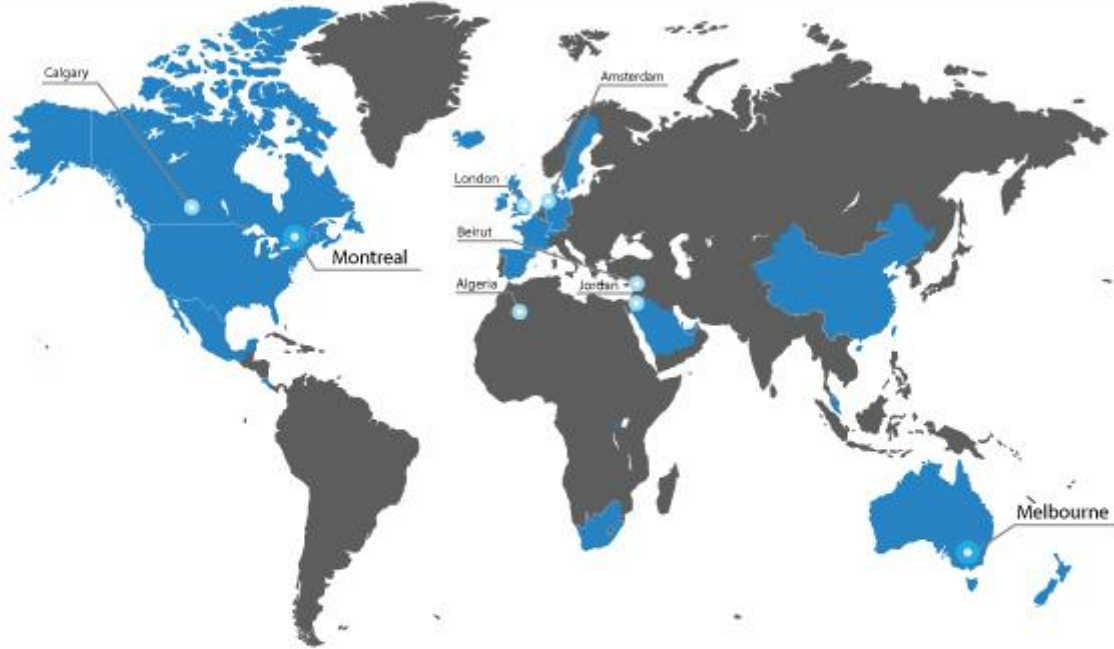 Calgary
Amsterdam
London
Beirut
Montreal
Algeria
Jordan
Melbourne